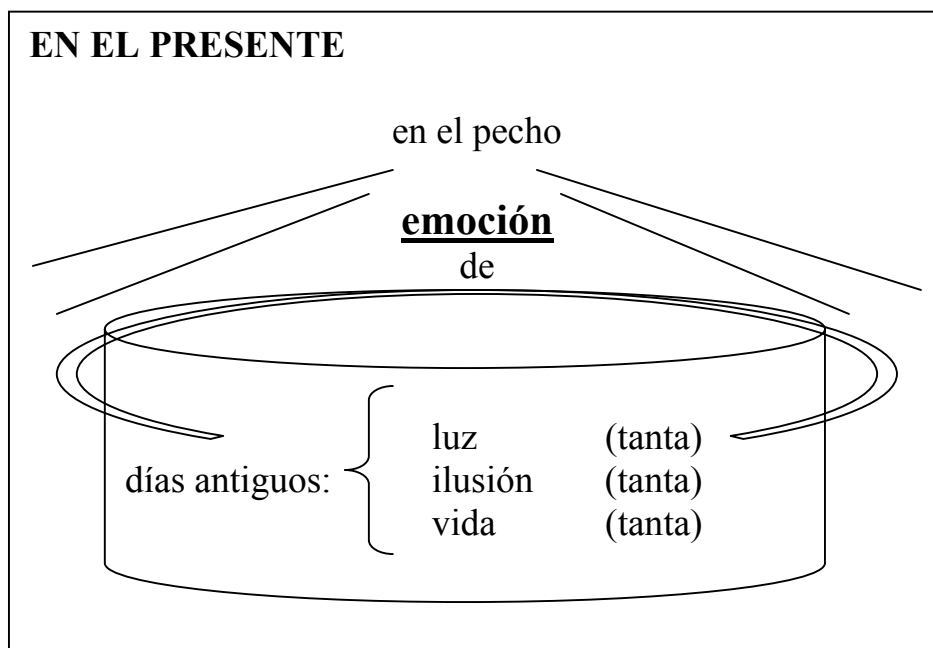 EN EL PRESENTE
en el pecho
emoción
de
luz (tanta)
días antiguos: ilusión (tanta)
vida (tanta)